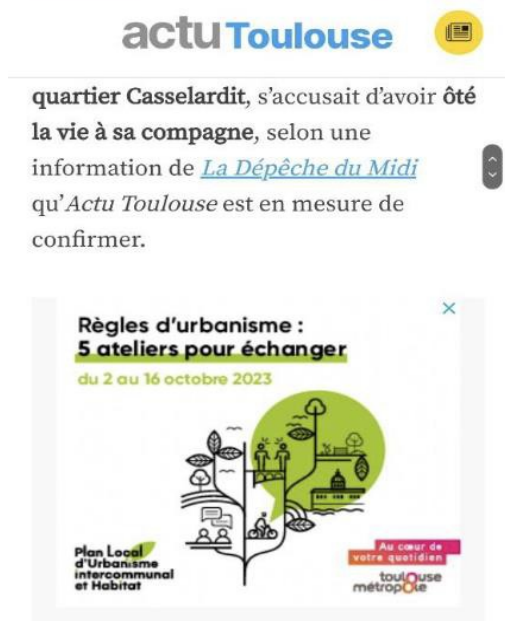 actu Toulouse
quartier Casselardit, s’accusait d’avoir ôté
la vie à sa compagne, selon une
information de La Dépêche du Midi
qu’Actu Toulouse est en mesure de
confirmer.
Règles d’urbanisme :
5 ateliers pour échanger
du 2 au 16 octobre 2023
Plan Local
d’Urbanisme
intercommunal
et Habitat
Au cœur de
votre quotidien
toulouse
métropole